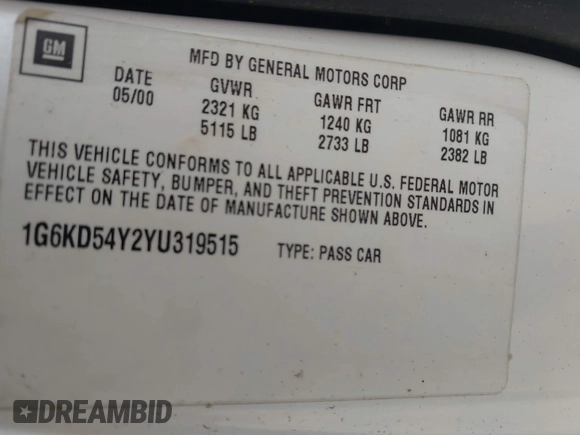 GM
MFD BY GENERAL MOTORS CORP
DATE GVWR GAWR FRT GAWR RR
05/00 2321 KG 1240 KG 1081 KG
5115 LB 2733 LB 2382 LB
THIS VEHICLE CONFORMS TO ALL APPLICABLE U.S. FEDERAL MOTOR
VEHICLE SAFETY, BUMPER, AND THEFT PREVENTION STANDARDS IN
EFFECT ON THE DATE OF MANUFACTURE SHOWN ABOVE.
1G6KD54Y2YU319515 TYPE: PASS CAR
DREAMBID